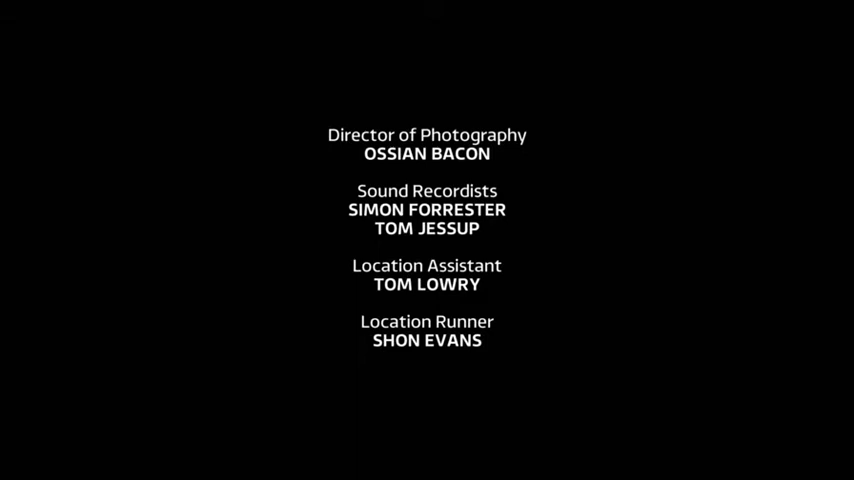 Director of Photography
OSSIAN BACON
Sound Recordists
SIMON FORRESTER
TOM JESSUP
Location Assistant
TOM LOWRY
Location Runner
SHON EVANS